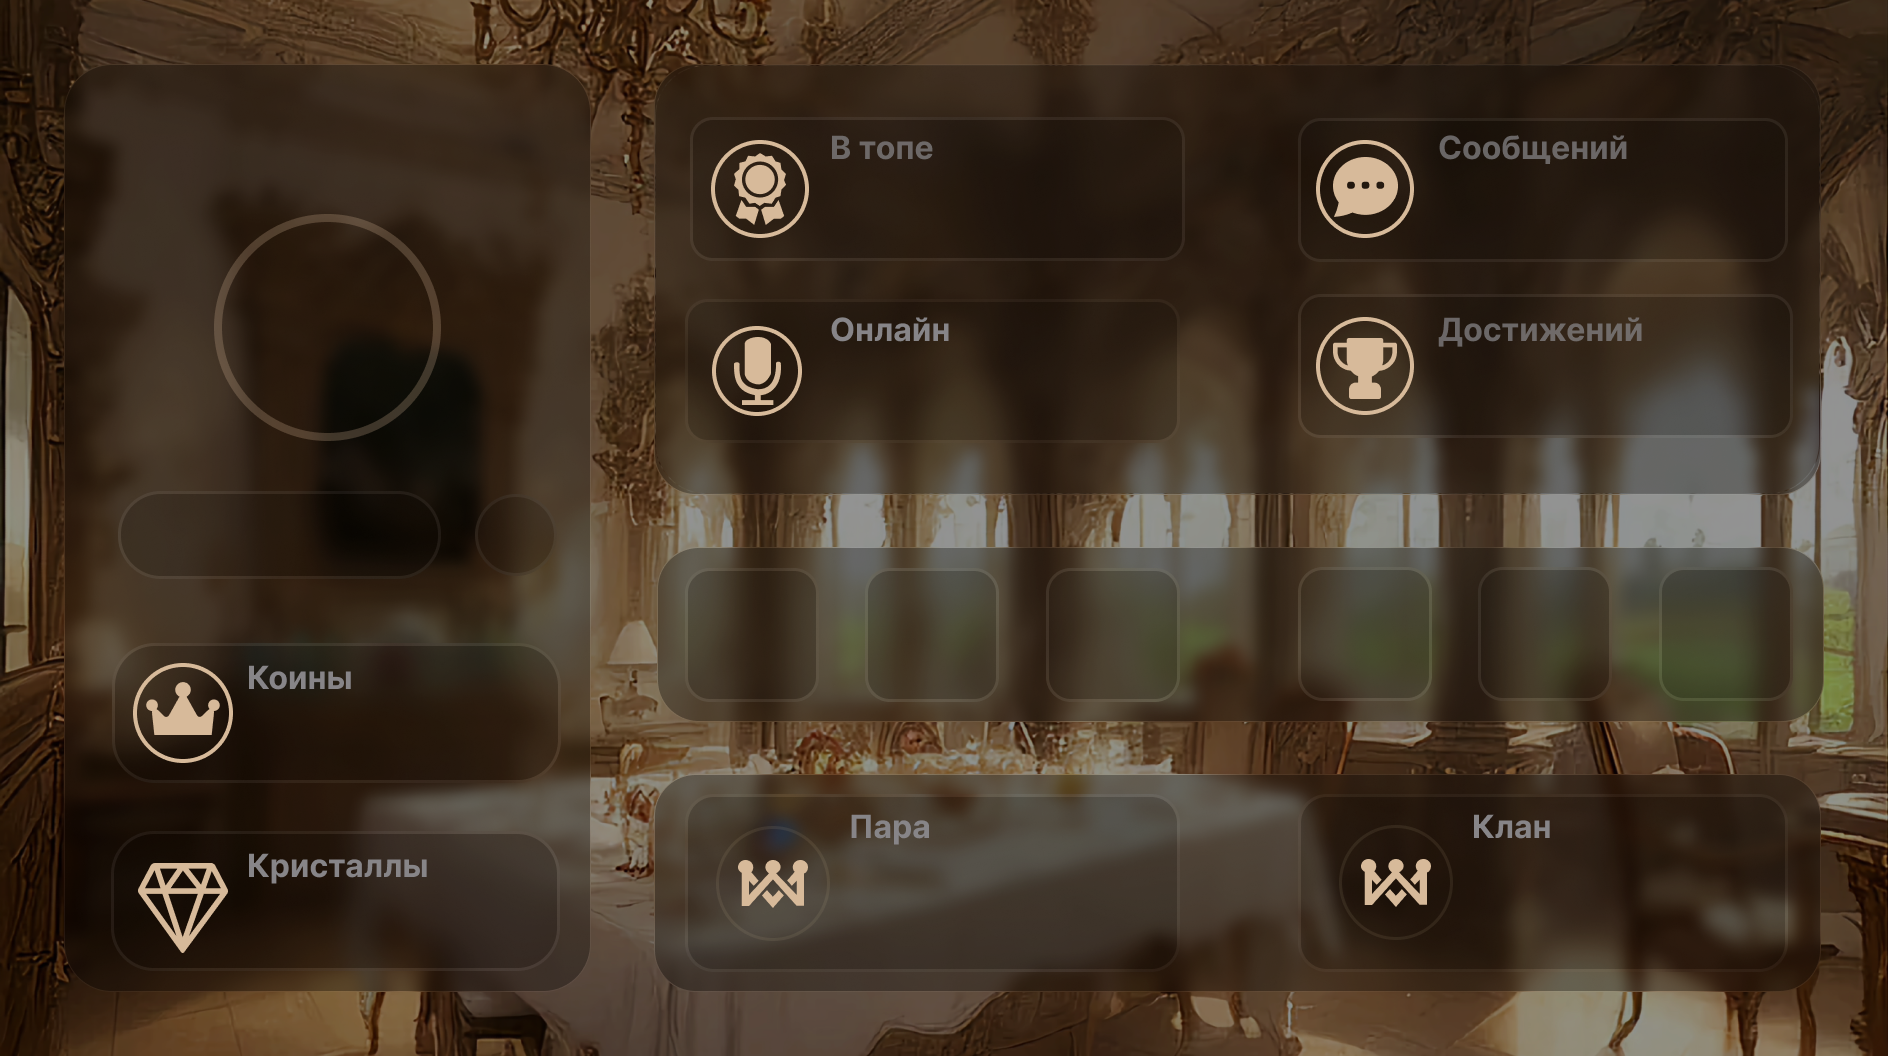 В топе
Сообщений
Онлайн
Достижений
Коины
Кристаллы
Пара
Клан